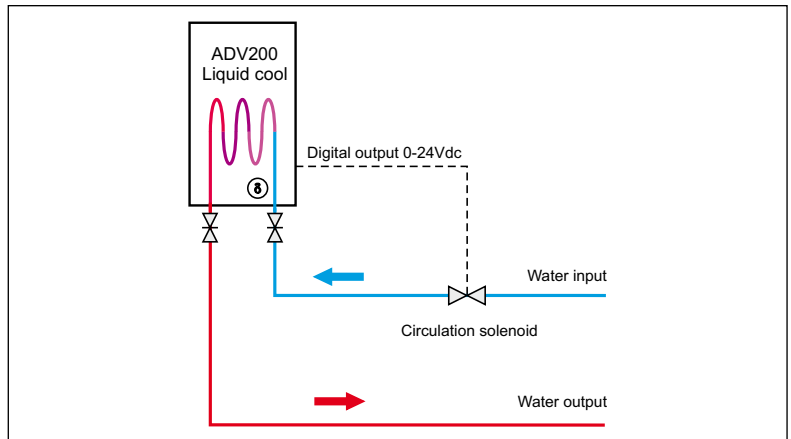 ADV200
Liquid cool
Digital output 0-24Vdc
δ
Water input
Circulation solenoid
Water output